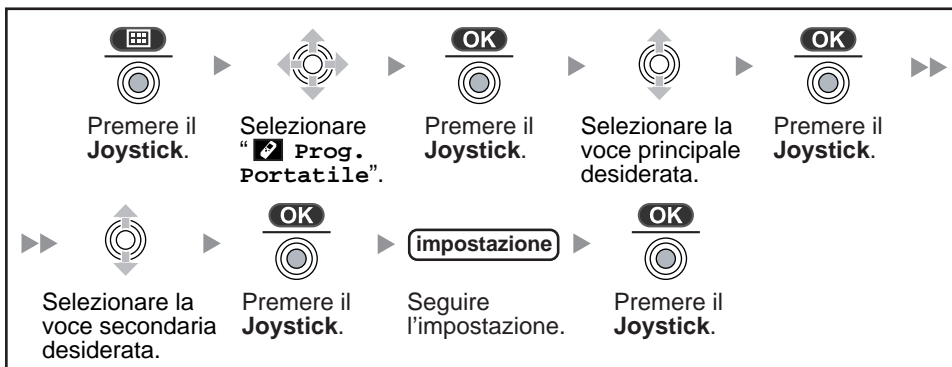 OK
OK
Premere il
Joystick.
Selezionare
“ Prog.
Portatile”.
Premere il
Joystick.
Selezionare la
voce principale
desiderata.
Premere il
Joystick.
OK
impostazione
OK
Selezionare la
voce secondaria
desiderata.
Premere il
Joystick.
Seguire
l’impostazione.
Premere il
Joystick.